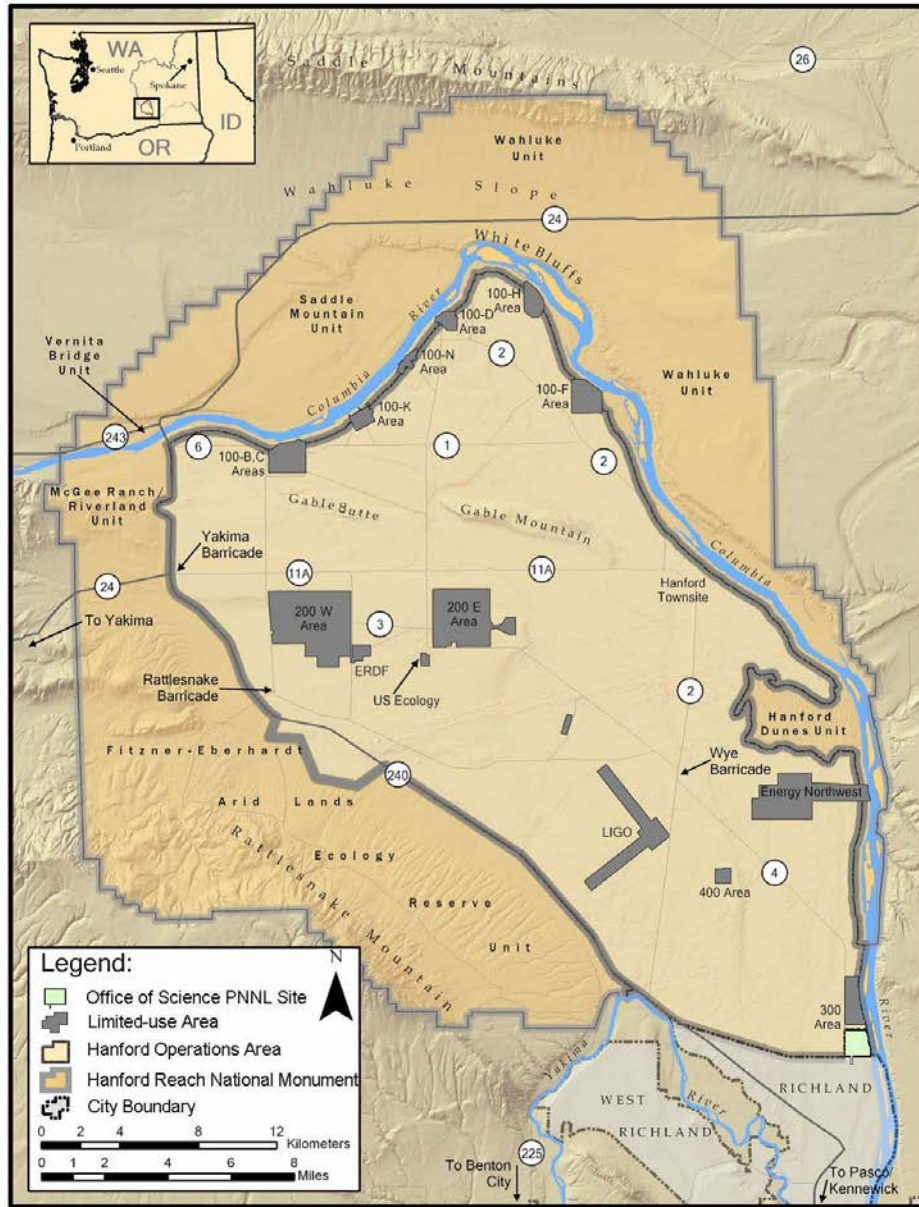 WA
Seattle
Spokane
ID
Portland
OR
Saddle Mountains
26
Wahluke
Unit
Wahluke Slope
24
White Bluffs
Saddle
Mountain
Unit
Columbia River
100-H
Area
100-D
Area
2
100-N
Area
Wahluke
Unit
Vernita
Bridge
Unit
100-F
Area
100-K
Area
243
6
1
2
100-B,C
Areas
McGee Ranch/
Riverland
Unit
Gable Butte
Gable Mountain
Columbia
Yakima
Barricade
11A
11A
24
Hanford
Townsite
200 W
Area
3
200 E
Area
To Yakima
ERDF
US Ecology
Rattlesnake
Barricade
2
Hanford
Dunes Unit
Fitzner-Eberhardt
Wye
Barricade
240
Energy Northwest
Arid Lands
LIGO
Ecology
4
400 Area
Reserve
Rattlesnake Mountain
Unit
Legend:
N
Office of Science PNNL Site
Limited-use Area
Hanford Operations Area
Hanford Reach National Monument
City Boundary
0 2 4 8 12
Kilometers
0 1 2 4 6 8
Miles
300
Area
River
Yakima
River
WEST
RICHLAND
RICHLAND
225
To Benton
City
To Pasco/
Kennewick